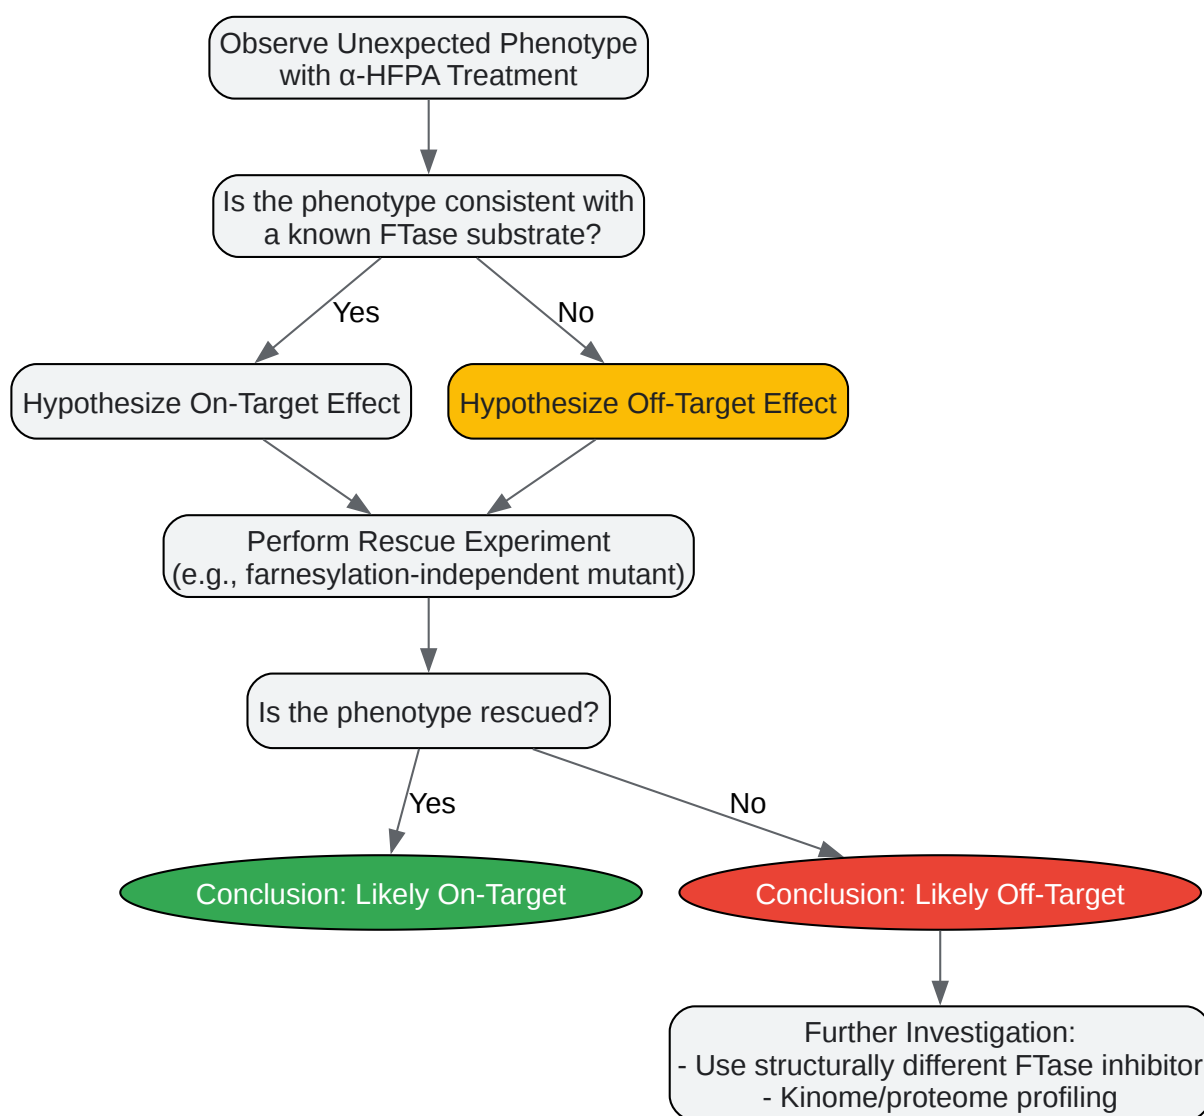 Observe Unexpected Phenotype
with α-HFPA Treatment
Is the phenotype consistent with
a known FTase substrate?
Yes
No
Hypothesize On-Target Effect
Hypothesize Off-Target Effect
Perform Rescue Experiment
(e.g., farnesylation-independent mutant)
Is the phenotype rescued?
Yes
No
Conclusion: Likely On-Target
Conclusion: Likely Off-Target
Further Investigation:
- Use structurally different FTase inhibitor
- Kinome/proteome profiling